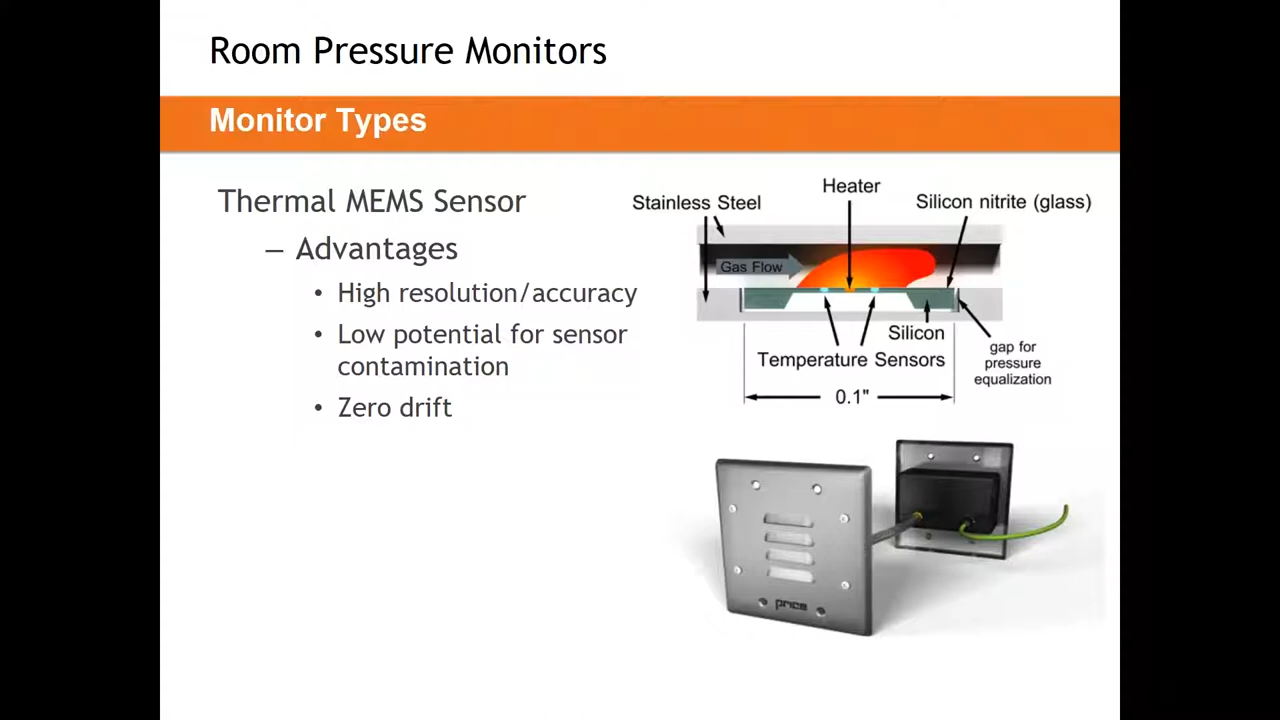 Room Pressure Monitors
Monitor Types
Thermal MEMS Sensor
– Advantages
• High resolution/accuracy
• Low potential for sensor
contamination
• Zero drift
Heater
Stainless Steel
Silicon nitrite (glass)
Gas Flow
Silicon
Temperature Sensors
gap for
pressure
equalization
0.1"
price